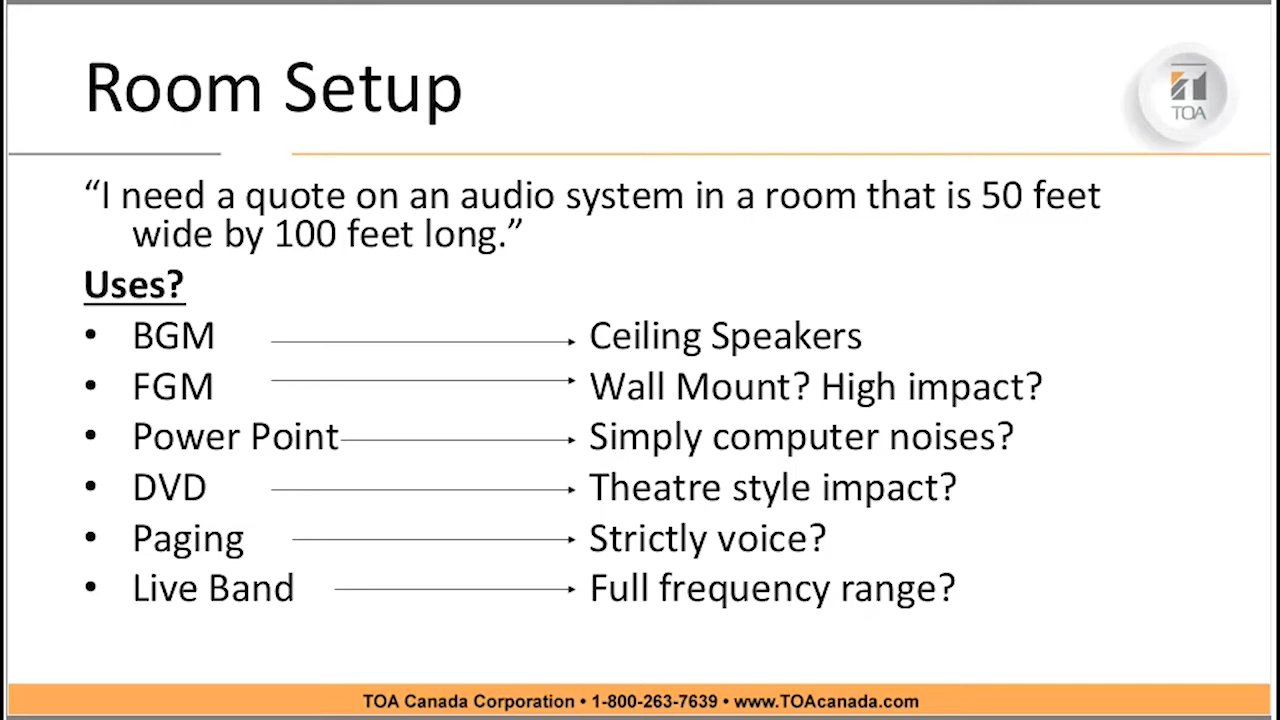 Room Setup
TOA
“I need a quote on an audio system in a room that is 50 feet
wide by 100 feet long.”
Uses?
• BGM Ceiling Speakers
• FGM Wall Mount? High impact?
• Power Point Simply computer noises?
• DVD Theatre style impact?
• Paging Strictly voice?
• Live Band Full frequency range?
TOA Canada Corporation • 1-800-263-7639 • www.TOAcanada.com